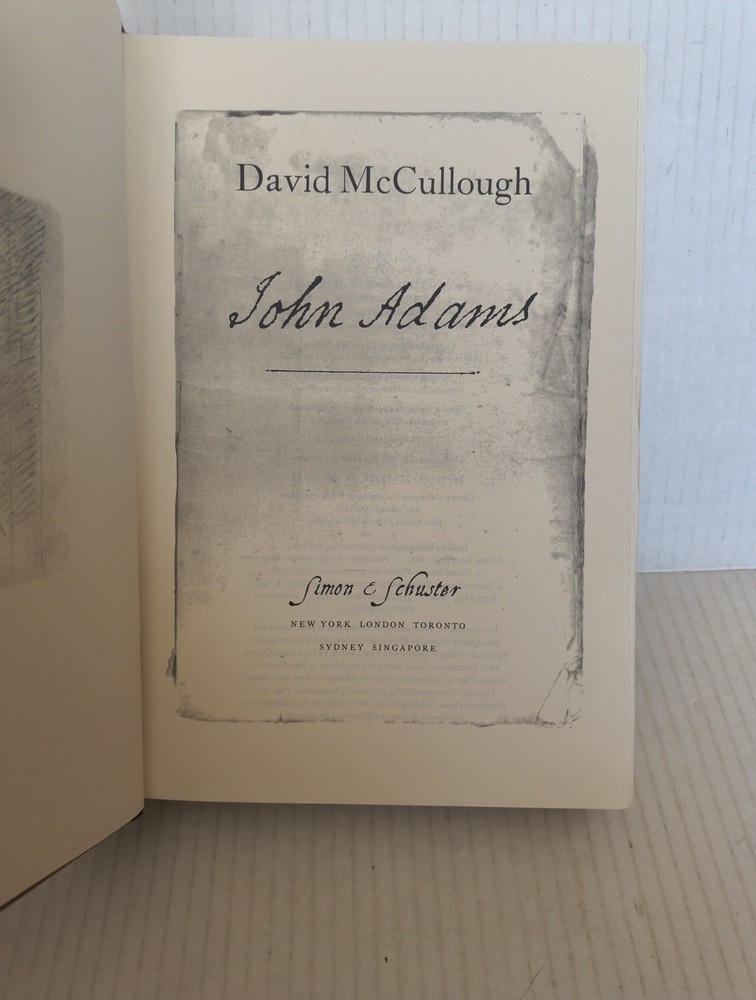 David McCullough
John Adams
Simon & Schuster
NEW YORK LONDON TORONTO
SYDNEY SINGAPORE